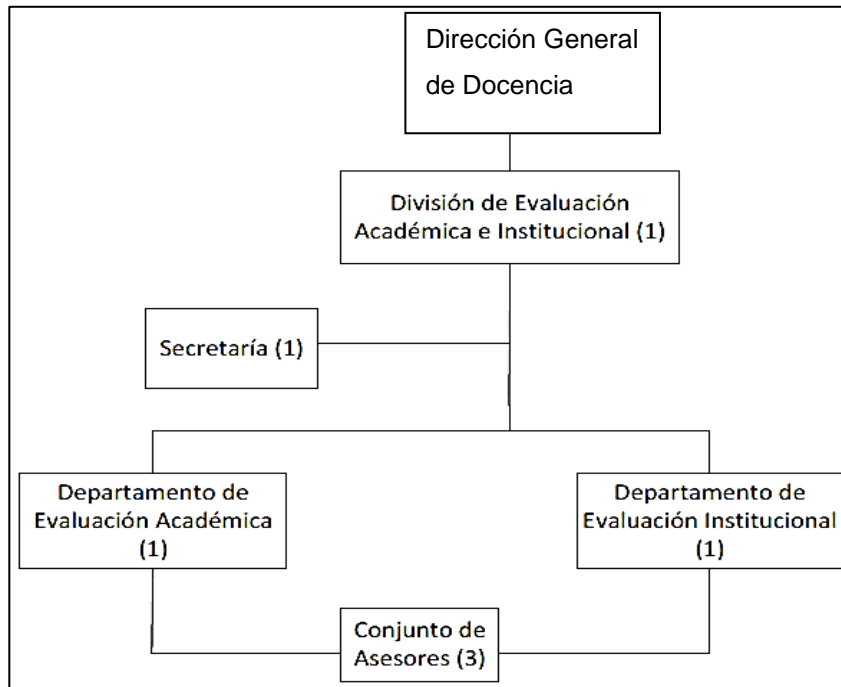 Dirección General
de Docencia
División de Evaluación
Académica e Institucional (1)
Secretaría (1)
Departamento de
Evaluación Académica
(1)
Departamento de
Evaluación Institucional
(1)
Conjunto de
Asesores (3)